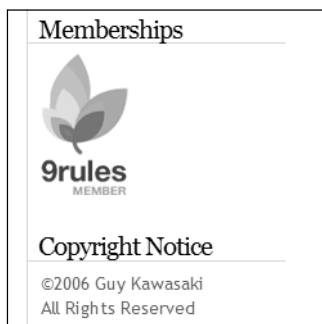 Memberships
9rules
MEMBER
Copyright Notice
©2006 Guy Kawasaki
All Rights Reserved